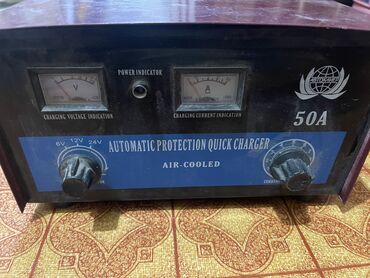 POWER INDICATOR
V
A
CHARGING VOLTAGE INDICATION
CHARGING CURRENT INDICATION
50A
6V 12V 24V
AUTOMATIC PROTECTION QUICK CHARGER
AIR-COOLED